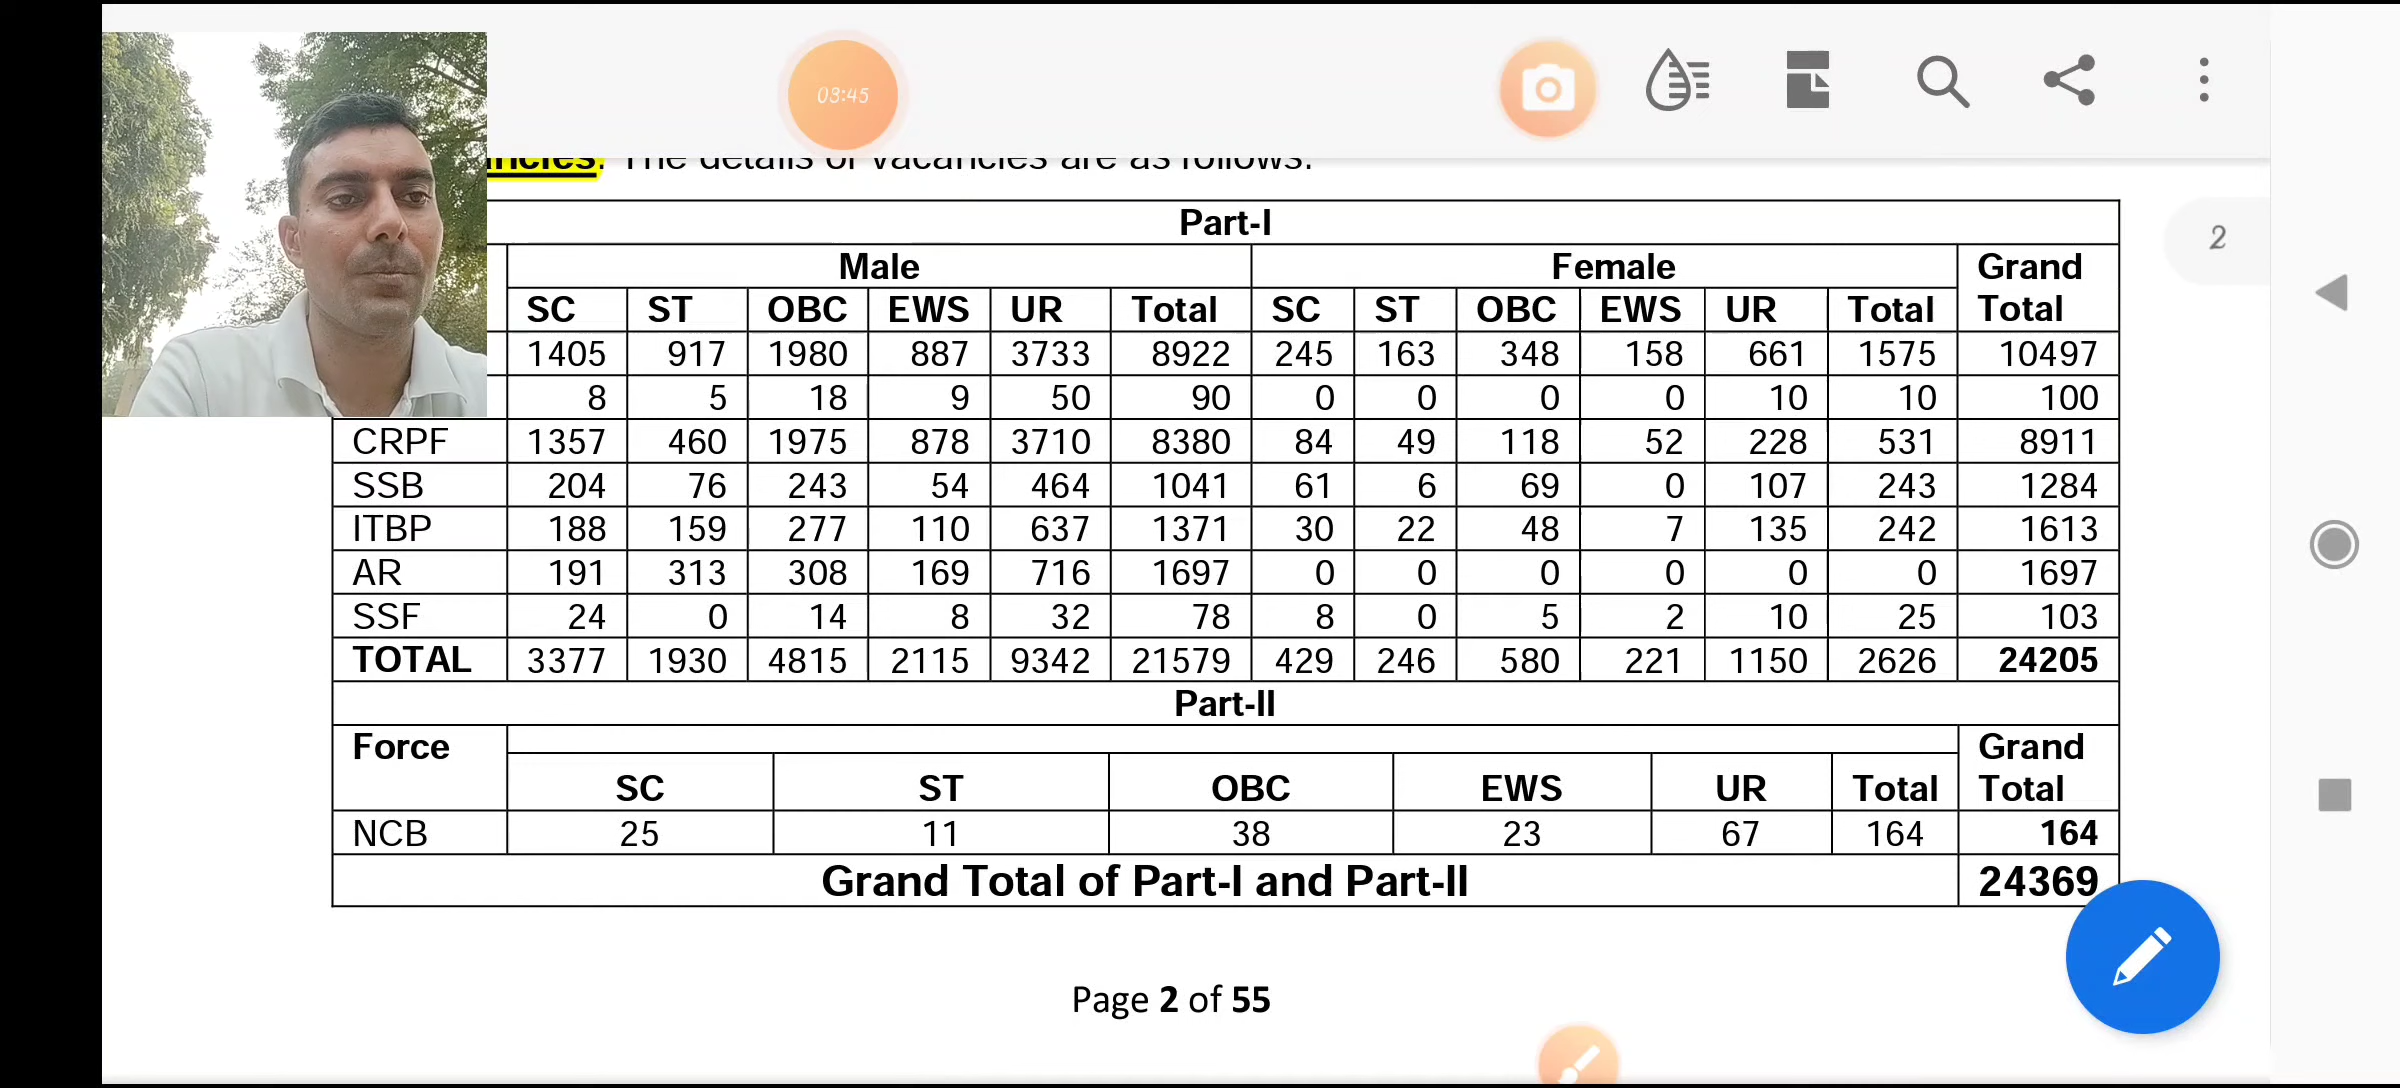 03:45
The details of vacancies are as follows:
2
Part-I
Male Female Grand Total
SC ST OBC EWS UR Total SC ST OBC EWS UR Total
1405 917 1980 887 3733 8922 245 163 348 158 661 1575 10497
8 5 18 9 50 90 0 0 0 0 10 10 100
CRPF 1357 460 1975 878 3710 8380 84 49 118 52 228 531 8911
SSB 204 76 243 54 464 1041 61 6 69 0 107 243 1284
ITBP 188 159 277 110 637 1371 30 22 48 7 135 242 1613
AR 191 313 308 169 716 1697 0 0 0 0 0 0 1697
SSF 24 0 14 8 32 78 8 0 5 2 10 25 103
TOTAL 3377 1930 4815 2115 9342 21579 429 246 580 221 1150 2626 24205
Part-II
Force Grand Total
SC ST OBC EWS UR Total
NCB 25 11 38 23 67 164 164
Grand Total of Part-I and Part-II 24369
Page 2 of 55